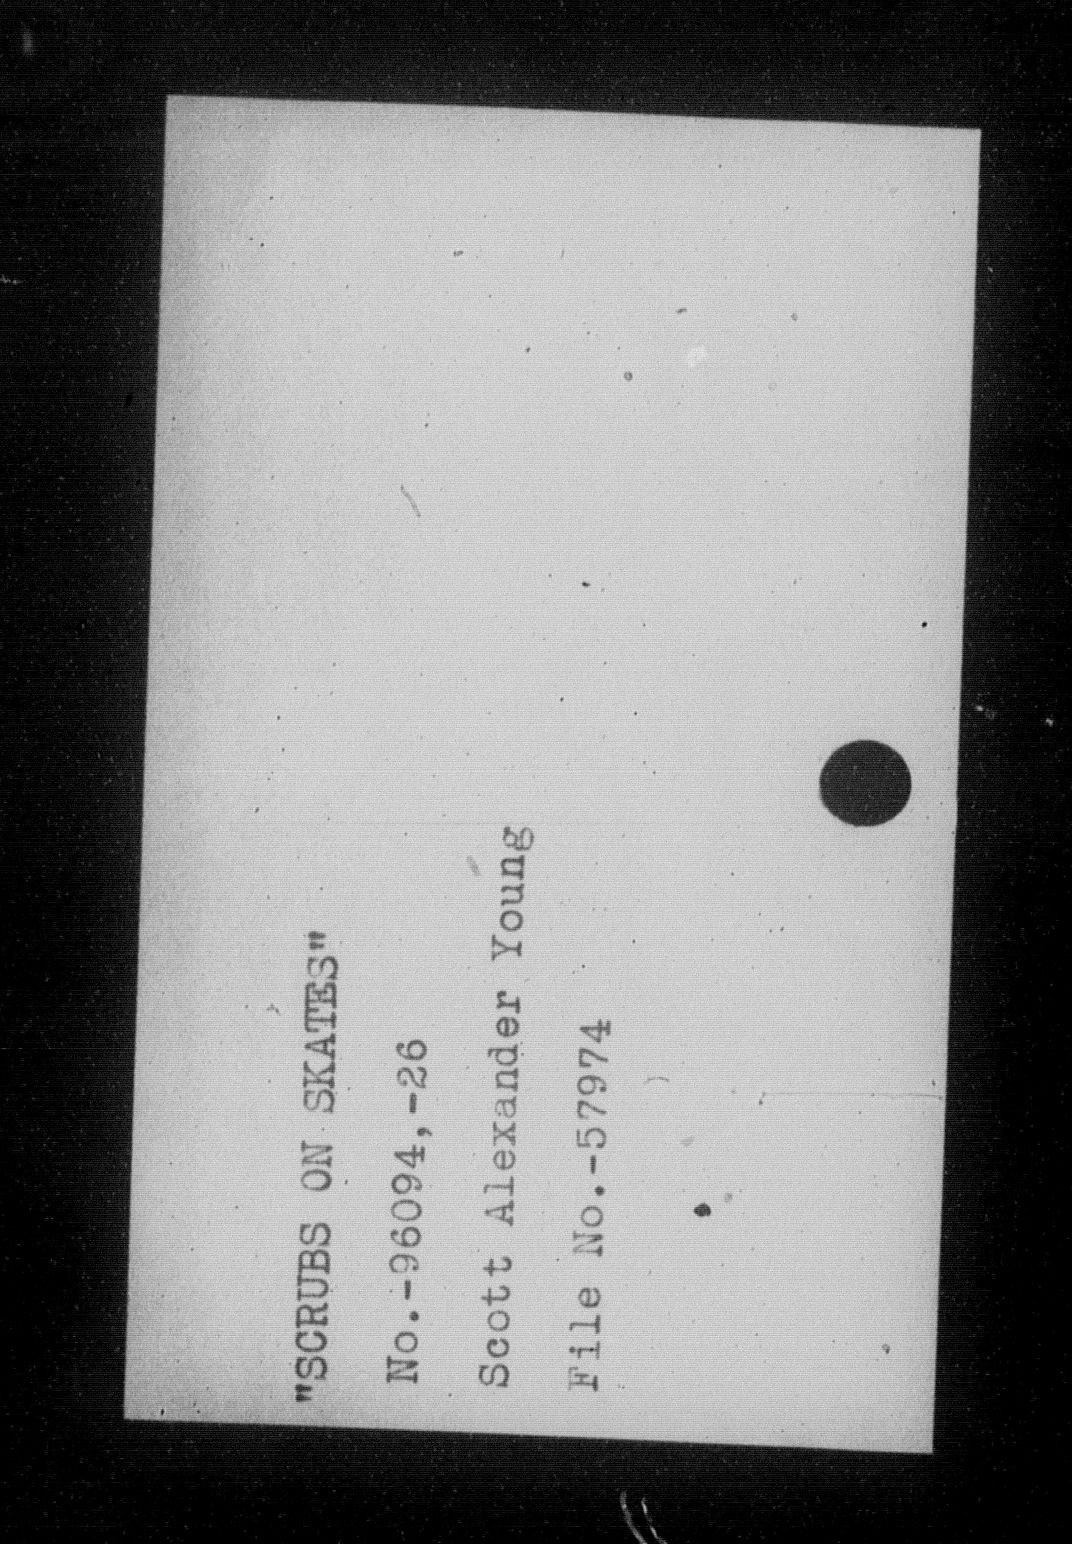 "SCRUBS ON SKATES"
No.-96094,-26
Scott Alexander Young
File No.-57974